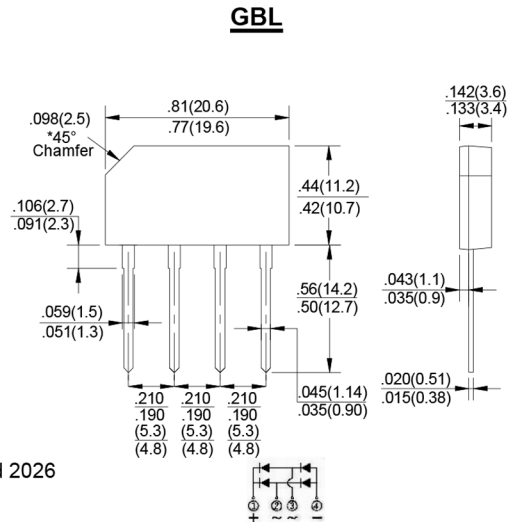 GBL
.81(20.6)
.77(19.6)
.142(3.6)
.133(3.4)
.098(2.5)
*45°
Chamfer
.44(11.2)
.42(10.7)
.106(2.7)
.091(2.3)
.56(14.2)
.50(12.7)
.043(1.1)
.035(0.9)
.059(1.5)
.051(1.3)
.045(1.14)
.035(0.90)
.020(0.51)
.015(0.38)
.210 .210 .210
.190 .190 .190
(5.3) (5.3) (5.3)
(4.8) (4.8) (4.8)
2026
1 2 3 4
+ ~ ~ −